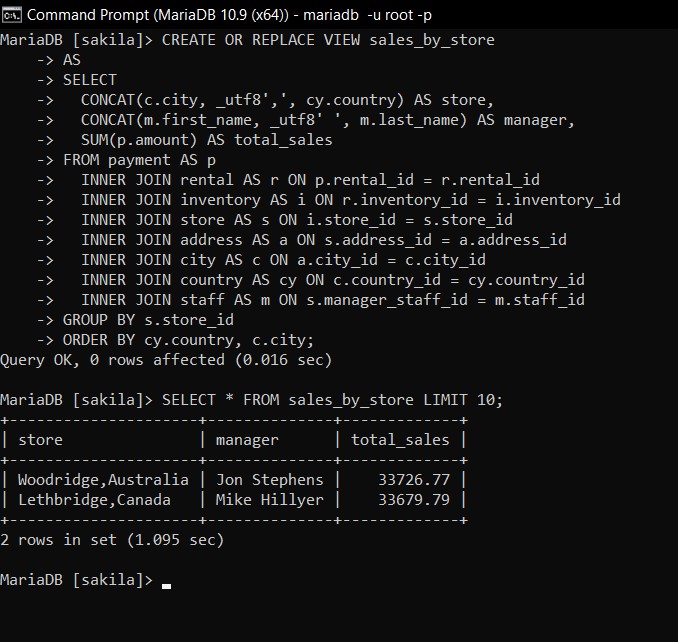 Command Prompt (MariaDB 10.9 (x64)) - mariadb -u root -p
MariaDB [sakila]> CREATE OR REPLACE VIEW sales_by_store
    -> AS
    -> SELECT
    ->   CONCAT(c.city, _utf8',', cy.country) AS store,
    ->   CONCAT(m.first_name, _utf8' ', m.last_name) AS manager,
    ->   SUM(p.amount) AS total_sales
    -> FROM payment AS p
    ->   INNER JOIN rental AS r ON p.rental_id = r.rental_id
    ->   INNER JOIN inventory AS i ON r.inventory_id = i.inventory_id
    ->   INNER JOIN store AS s ON i.store_id = s.store_id
    ->   INNER JOIN address AS a ON s.address_id = a.address_id
    ->   INNER JOIN city AS c ON a.city_id = c.city_id
    ->   INNER JOIN country AS cy ON c.country_id = cy.country_id
    ->   INNER JOIN staff AS m ON s.manager_staff_id = m.staff_id
    -> GROUP BY s.store_id
    -> ORDER BY cy.country, c.city;
Query OK, 0 rows affected (0.016 sec)
MariaDB [sakila]> SELECT * FROM sales_by_store LIMIT 10;
+---------------------+--------------+-------------+
| store               | manager      | total_sales |
+---------------------+--------------+-------------+
| Woodridge,Australia | Jon Stephens |    33726.77 |
| Lethbridge,Canada   | Mike Hillyer |    33679.79 |
+---------------------+--------------+-------------+
2 rows in set (1.095 sec)
MariaDB [sakila]>